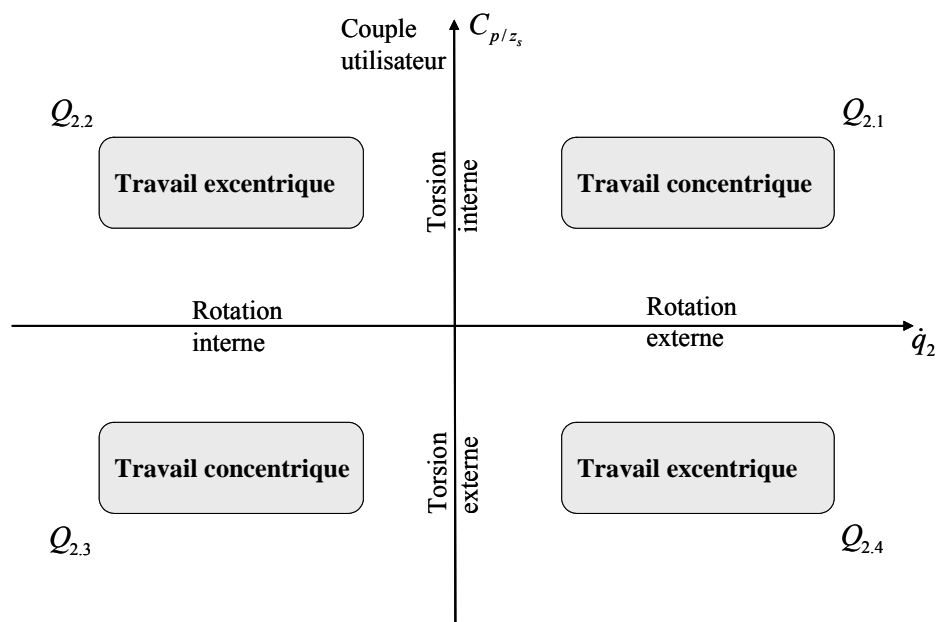 Couple
utilisateur
C_{p/z_s}
Q_{2.2}
Q_{2.1}
Travail excentrique
Torsion
interne
Travail concentrique
Rotation
interne
Rotation
externe
q̇_2
Travail concentrique
Torsion
externe
Travail excentrique
Q_{2.3}
Q_{2.4}